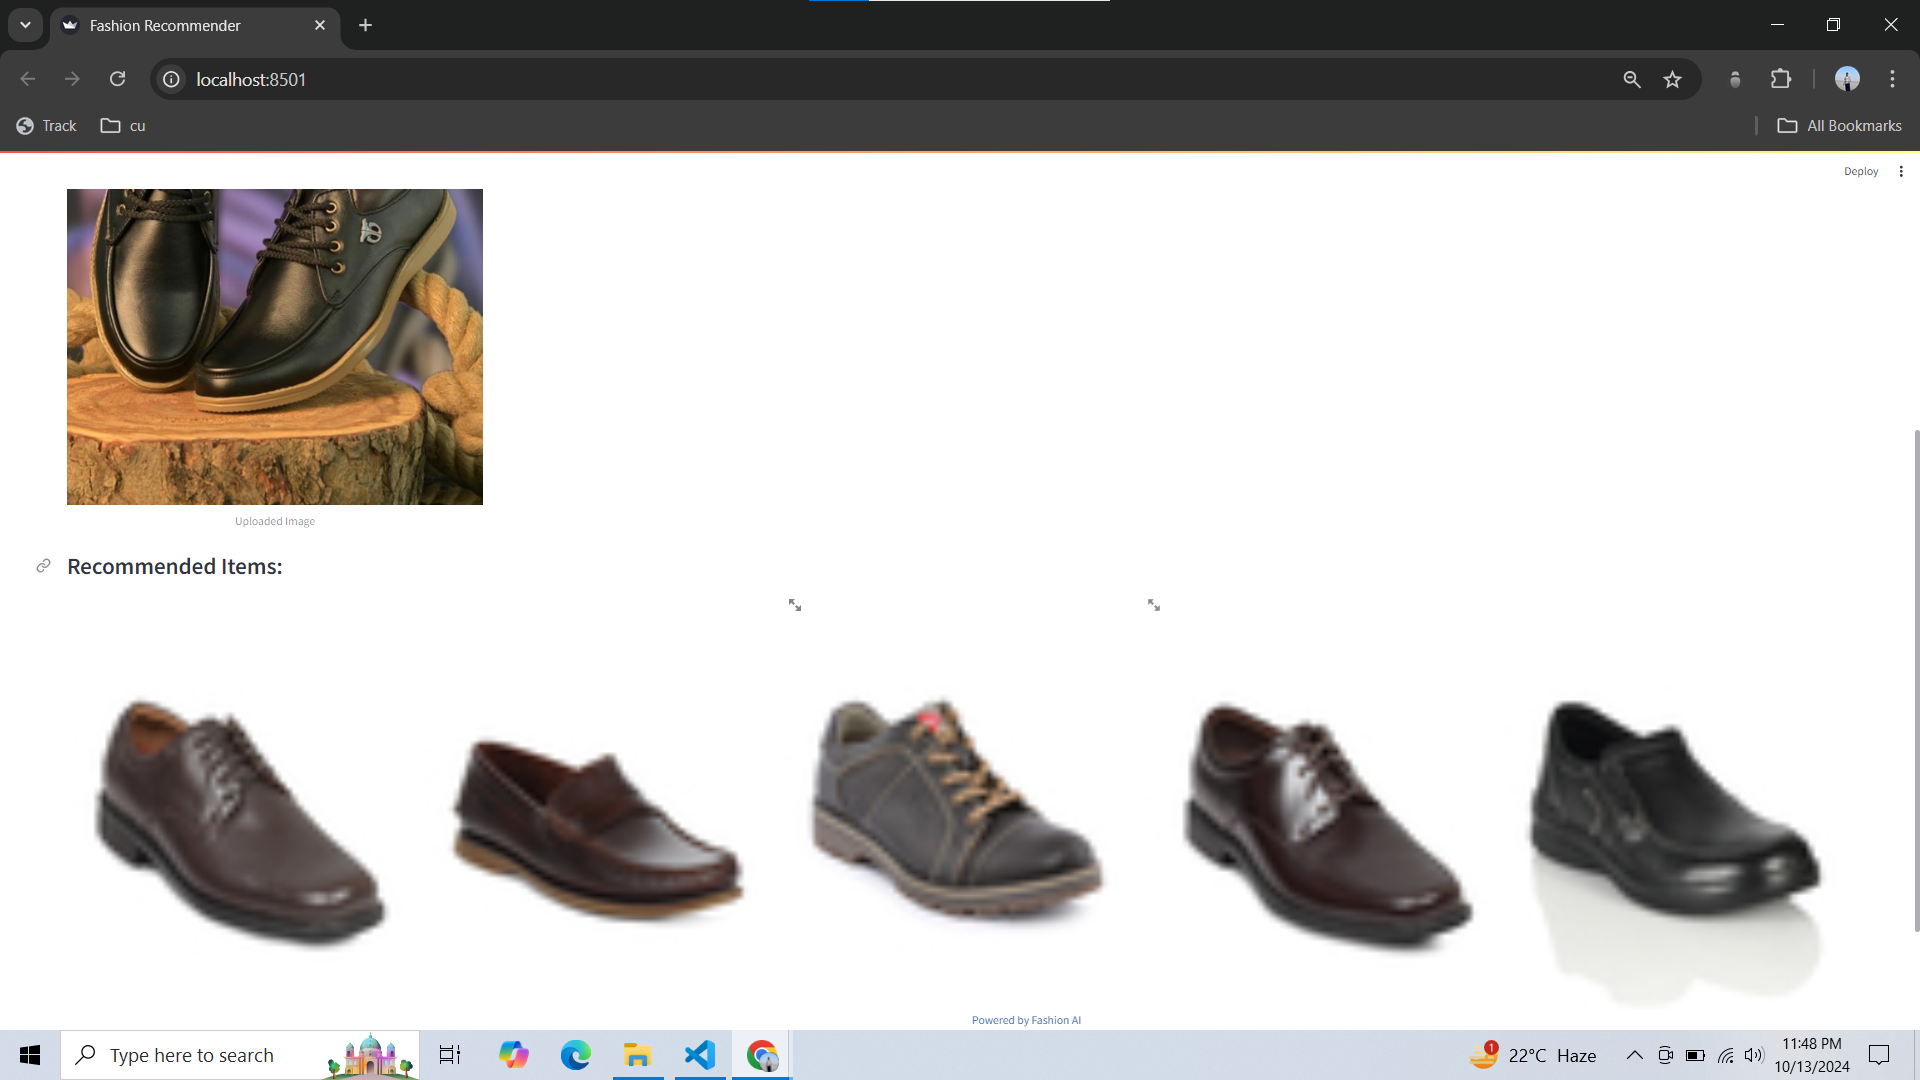 Fashion Recommender
localhost:8501
Track
cu
All Bookmarks
Deploy
Uploaded Image
Recommended Items:
Powered by Fashion AI
Type here to search
1
22°C Haze
11:48 PM
10/13/2024